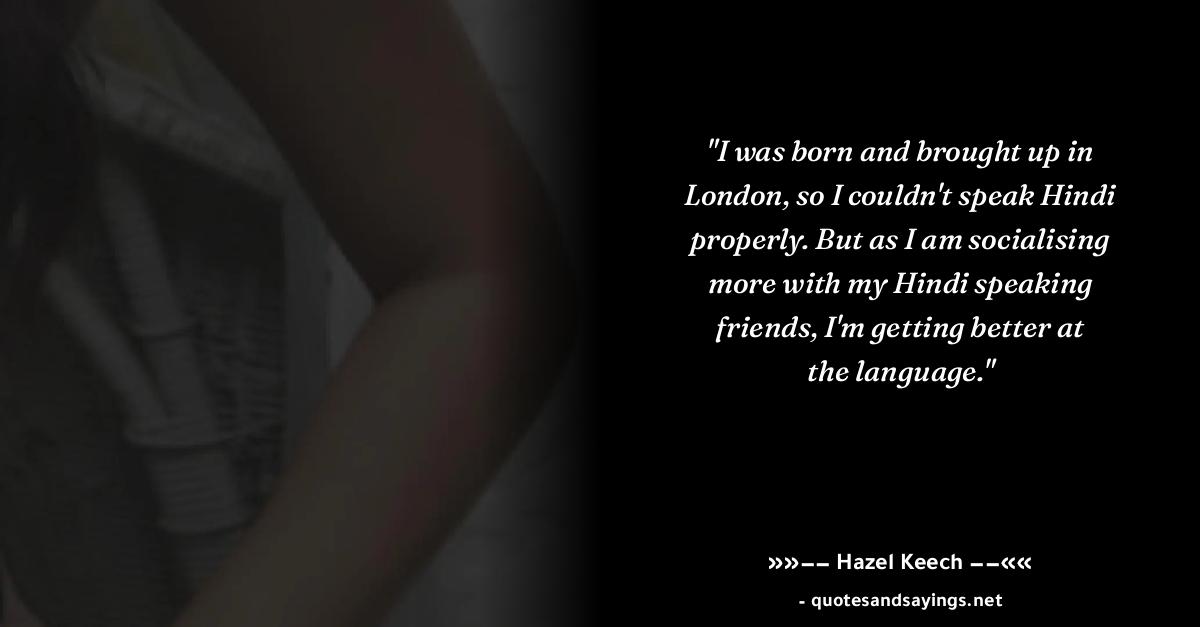 "I was born and brought up in
London, so I couldn't speak Hindi
properly. But as I am socialising
more with my Hindi speaking
friends, I'm getting better at
the language."
»»–– Hazel Keech ––««
- quotesandsayings.net